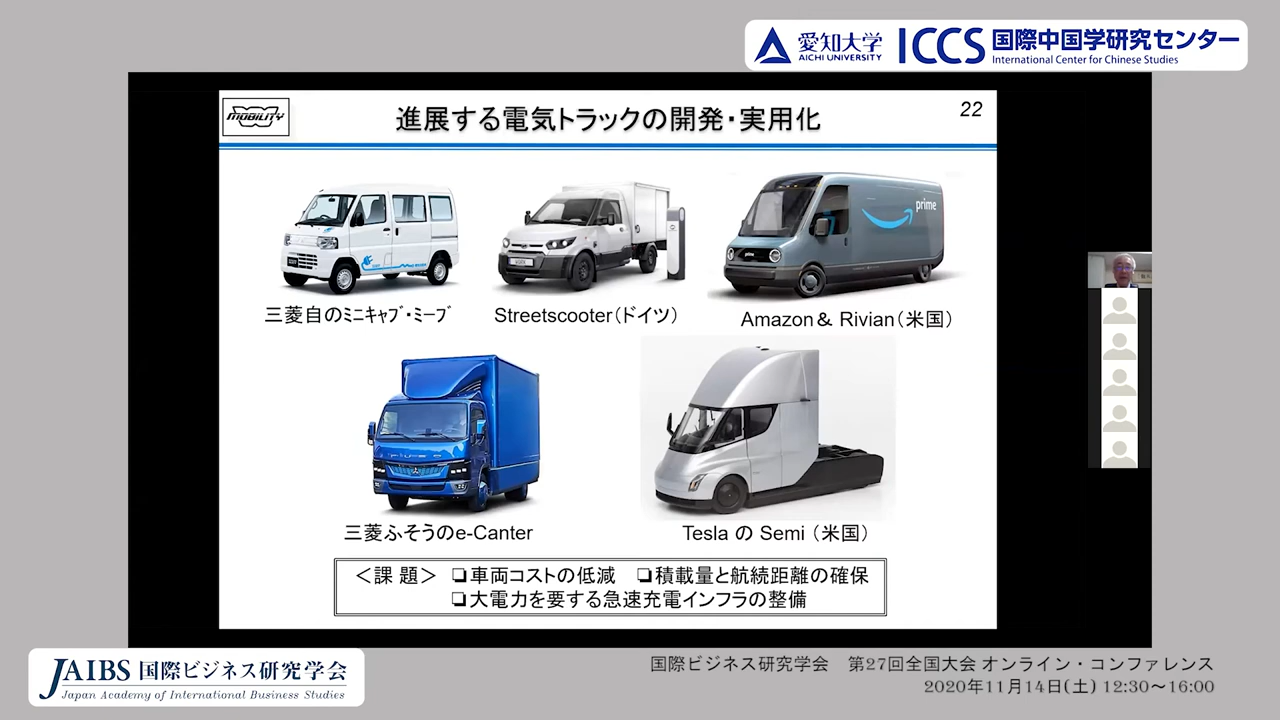 愛知大学
AICHI UNIVERSITY
ICCS 国際中国学研究センター
International Center for Chinese Studies
MOBILITY
進展する電気トラックの開発・実用化
22
prime
三菱自のﾐﾆｷｬﾌﾞ・ﾐｰﾌﾞ
Streetscooter(ドイツ)
Amazon& Rivian(米国)
三菱ふそうのe-Canter
Tesla の Semi (米国)
<課 題> ❏車両コストの低減 ❏積載量と航続距離の確保
❏大電力を要する急速充電インフラの整備
JAIBS 国際ビジネス研究学会
Japan Academy of International Business Studies
国際ビジネス研究学会 第27回全国大会 オンライン・コンファレンス
2020年11月14日(土) 12:30〜16:00